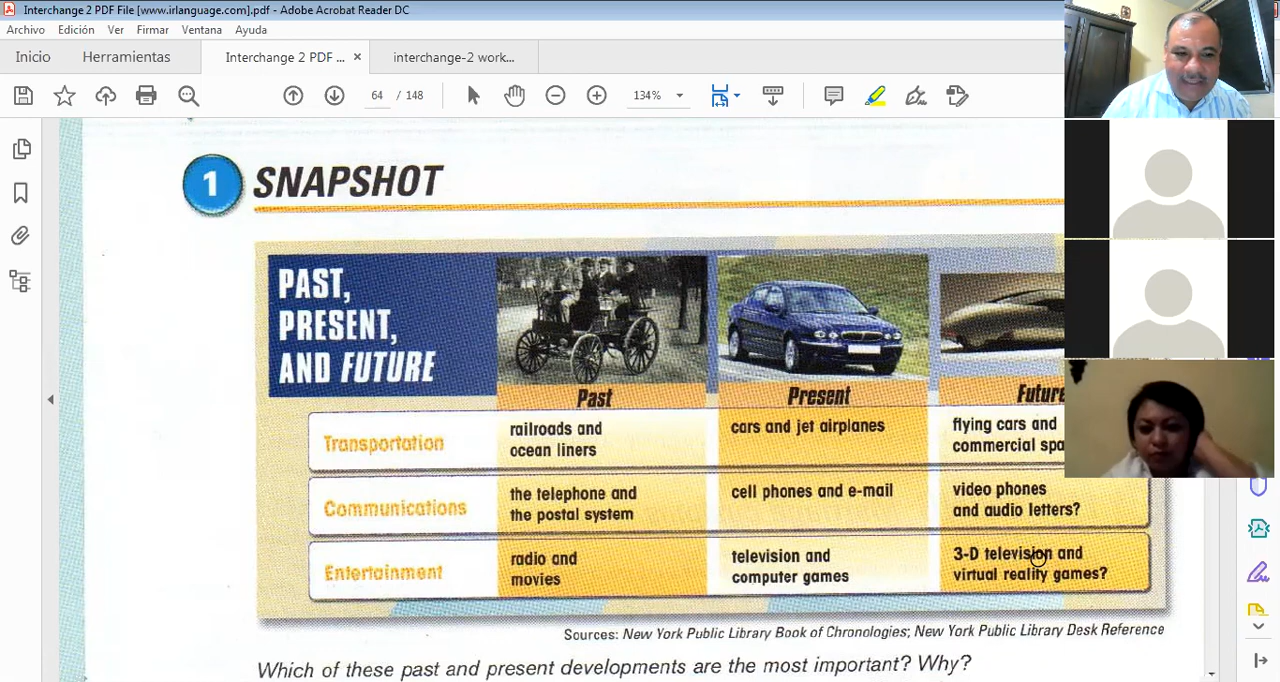 Interchange 2 PDF File [www.irlanguage.com].pdf - Adobe Acrobat Reader DC
Archivo Edición Ver Firmar Ventana Ayuda
Inicio Herramientas Interchange 2 PDF ... × interchange-2 work...
64 / 148 134%
1 SNAPSHOT
PAST,
PRESENT,
AND FUTURE
Past Present Future
Transportation
railroads and
ocean liners
cars and jet airplanes
flying cars and
commercial
Communications
the telephone and
the postal system
cell phones and e-mail
video phones
and audio letters?
Entertainment
radio and
movies
television and
computer games
3-D television and
virtual reality games?
Sources: New York Public Library Book of Chronologies; New York Public Library Desk Reference
Which of these past and present developments are the most important? Why?